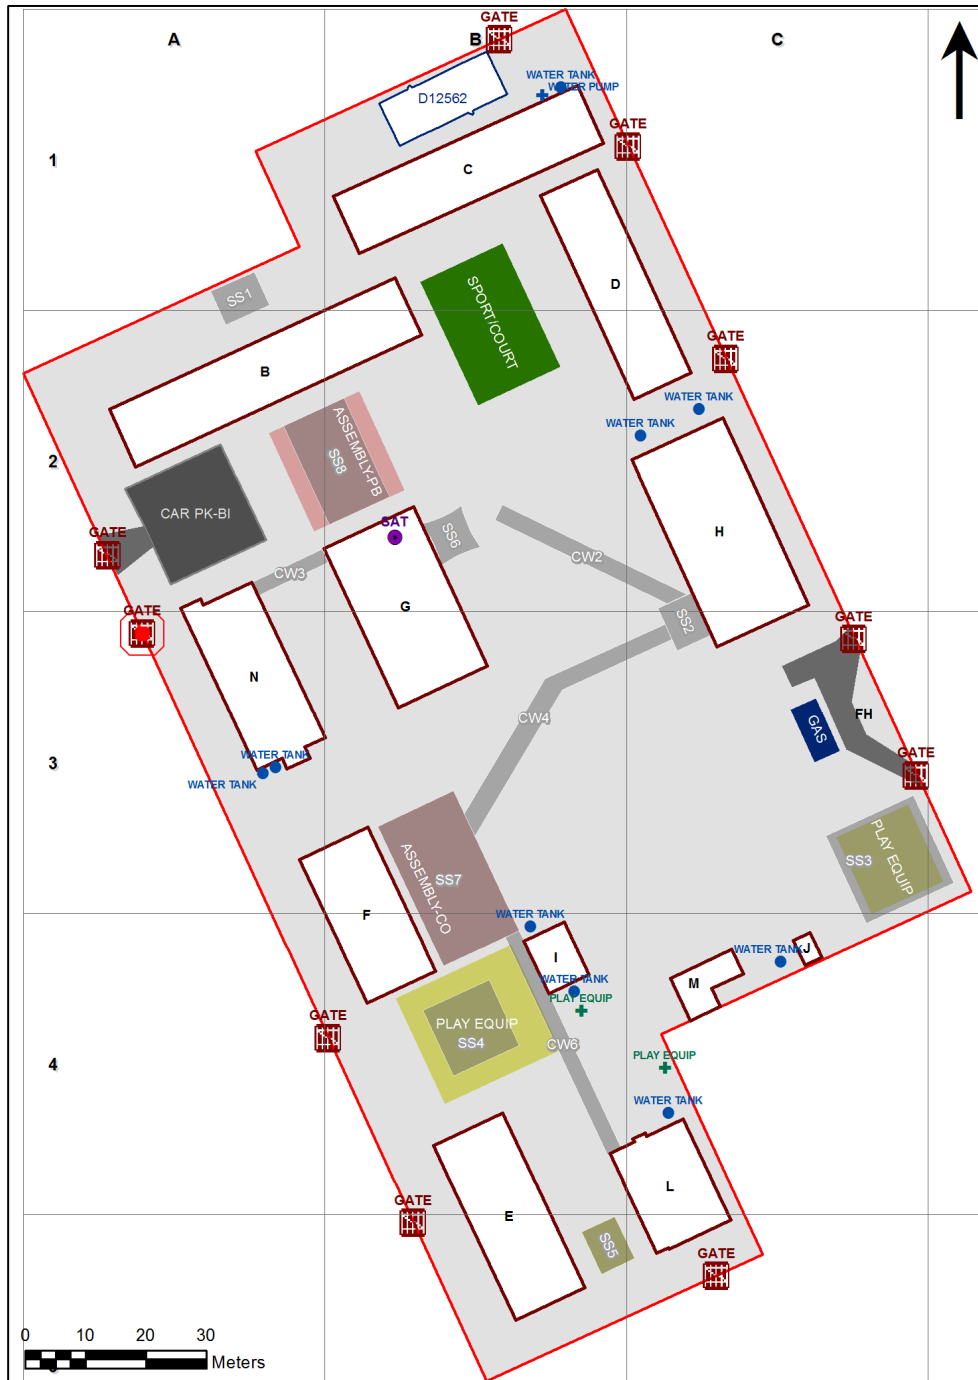 A
B
C
GATE
WATER TANK
WATER PUMP
D12562
GATE
1
C
D
SS1
SPORT/COURT
B
GATE
WATER TANK
WATER TANK
ASSEMBLY-PB
SS8
2
CAR PK-BI
SAT
SS6
H
GATE
CW2
CW3
G
GATE
SS2
GATE
N
CW4
FH
GAS
WATER TANK
WATER TANK
3
GATE
PLAY EQUIP
SS3
ASSEMBLY-CO
SS7
F
WATER TANK
I
WATER TANK
J
M
WATER TANK
PLAY EQUIP
PLAY EQUIP
SS4
GATE
CW6
PLAY EQUIP
4
WATER TANK
L
GATE
E
SS5
GATE
0 10 20 30
Meters